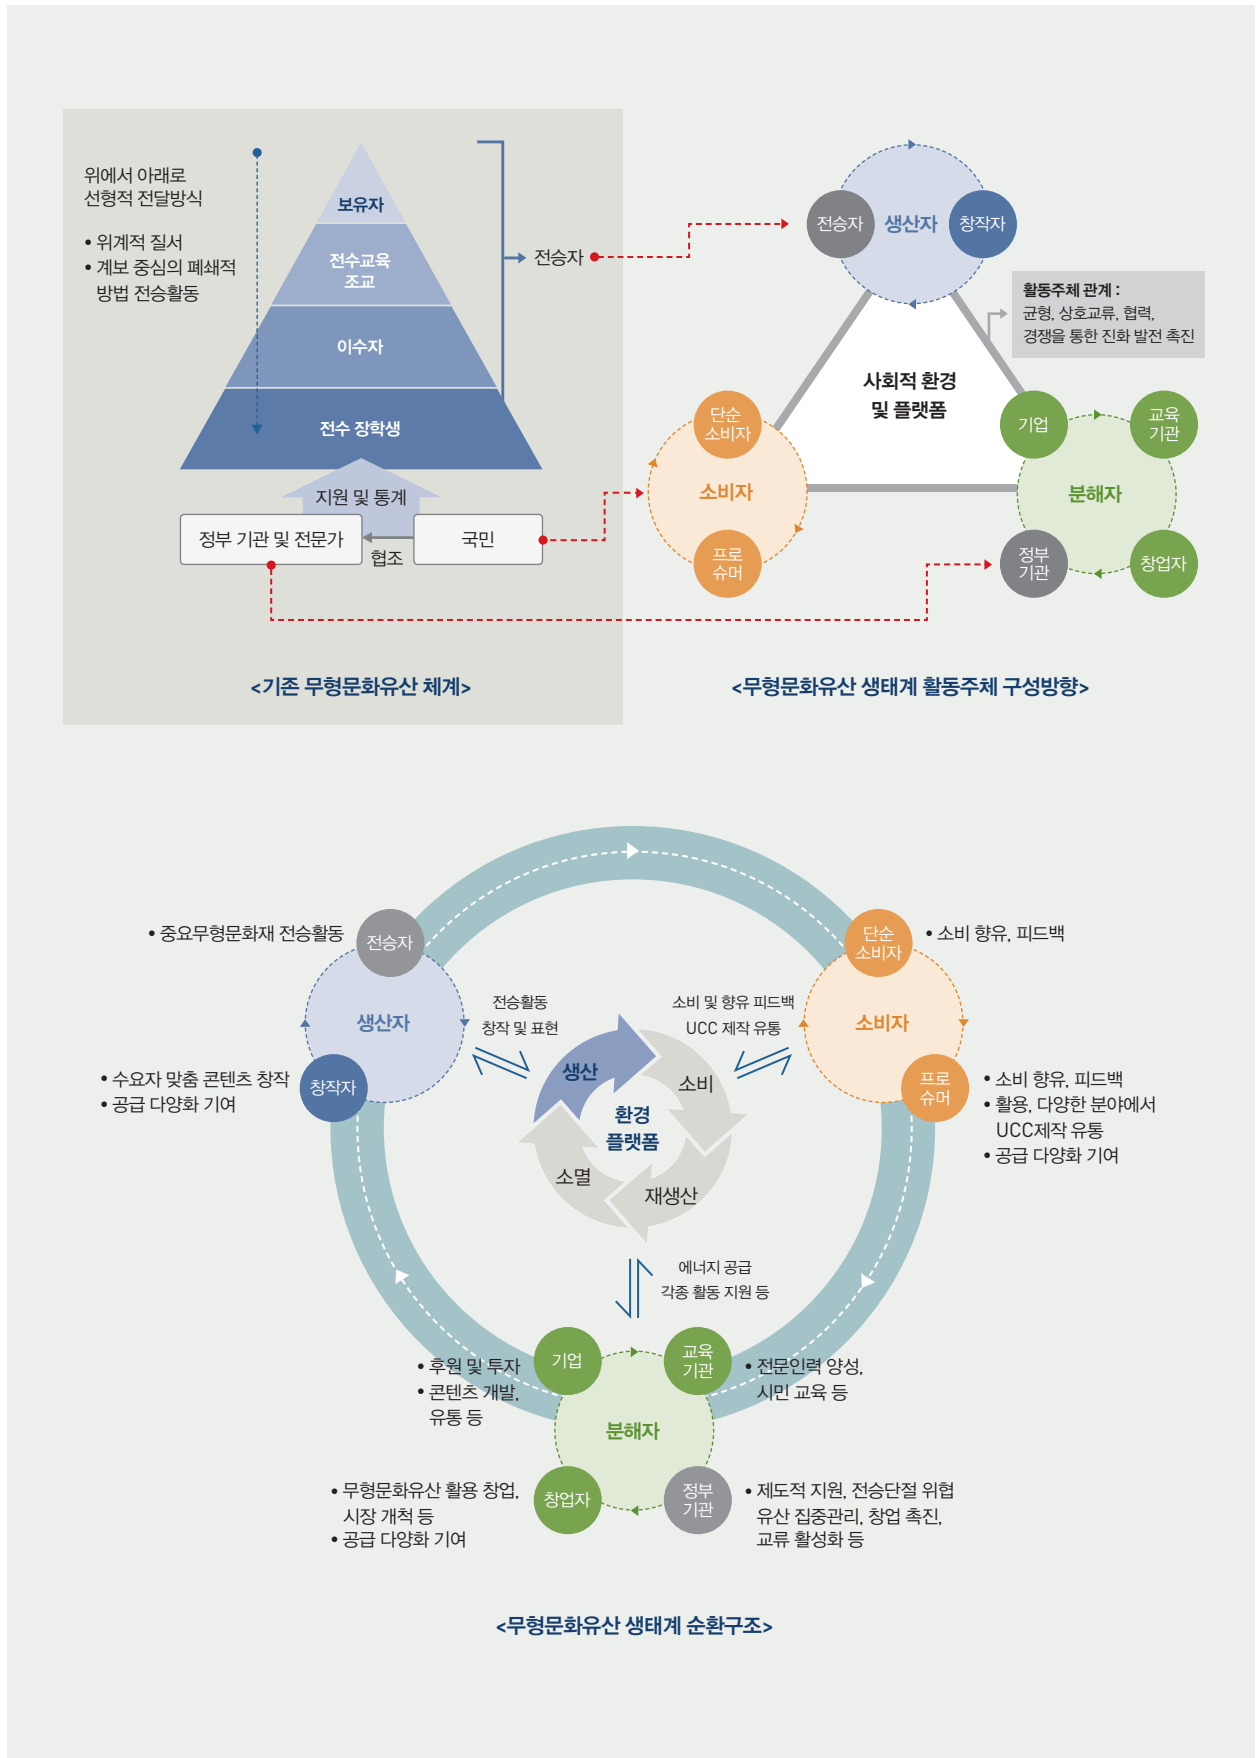 위에서 아래로
선형적 전달방식
• 위계적 질서
• 계보 중심의 폐쇄적
방법 전승활동
보유자
전수교육
조교
이수자
전수 장학생
전승자
지원 및 통계
정부 기관 및 전문가
협조
국민
<기존 무형문화유산 체계>
전승자
생산자
창작자
활동주체 관계 :
균형, 상호교류, 협력,
경쟁을 통한 진화 발전 촉진
사회적 환경
및 플랫폼
단순
소비자
소비자
프로
슈머
기업
교육
기관
분해자
정부
기관
창업자
<무형문화유산 생태계 활동주체 구성방향>
• 중요무형문화재 전승활동
전승자
생산자
창작자
• 수요자 맞춤 콘텐츠 창작
• 공급 다양화 기여
전승활동
창작 및 표현
소비 및 향유 피드백
UCC 제작 유통
단순
소비자
• 소비 향유, 피드백
소비자
프로
슈머
• 소비 향유, 피드백
• 활용, 다양한 분야에서
UCC제작 유통
• 공급 다양화 기여
생산
소비
환경
플랫폼
소멸
재생산
에너지 공급
각종 활동 지원 등
• 후원 및 투자
• 콘텐츠 개발,
유통 등
기업
교육
기관
• 전문인력 양성,
시민 교육 등
분해자
• 무형문화유산 활용 창업,
시장 개척 등
• 공급 다양화 기여
창업자
정부
기관
• 제도적 지원, 전승단절 위협
유산 집중관리, 창업 촉진,
교류 활성화 등
<무형문화유산 생태계 순환구조>